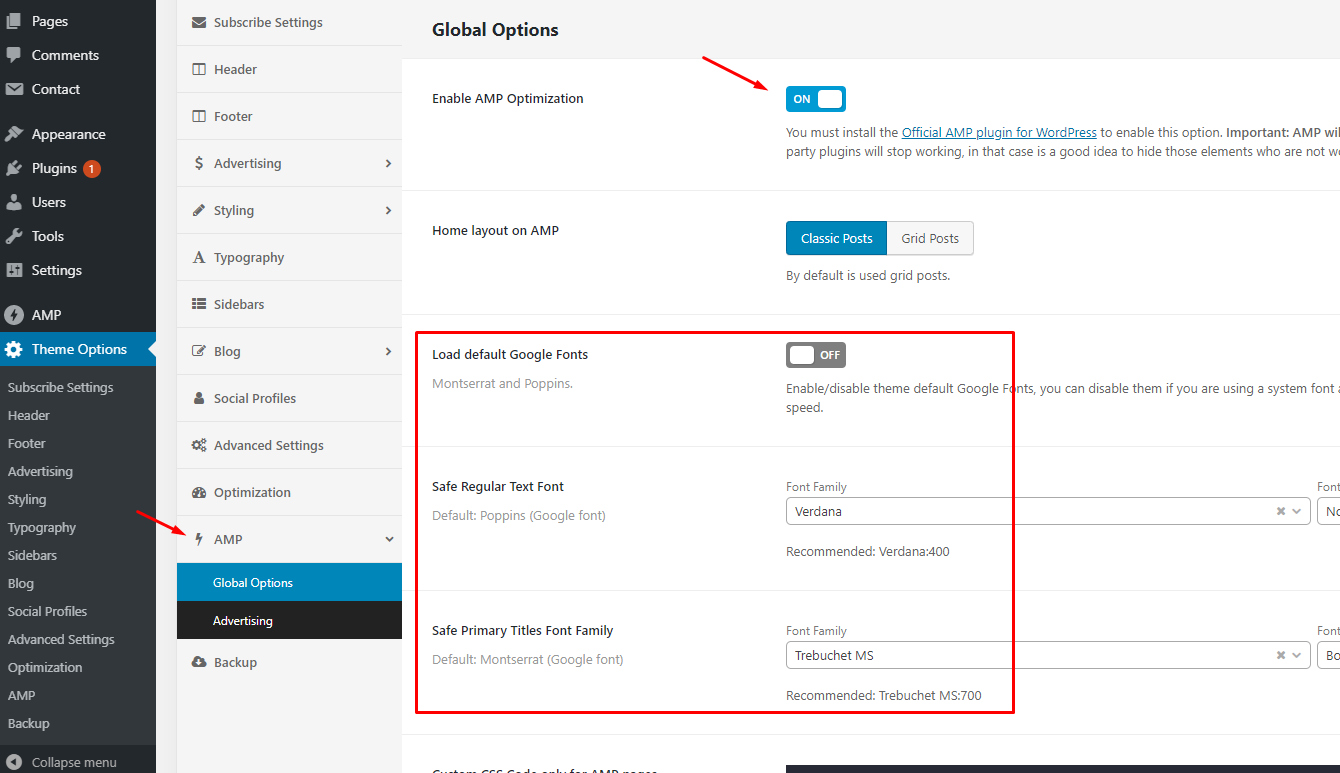 Pages
Comments
Contact
Appearance
Plugins 1
Users
Tools
Settings
AMP
Theme Options
Subscribe Settings
Header
Footer
Advertising
Styling
Typography
Sidebars
Blog
Social Profiles
Advanced Settings
Optimization
AMP
Backup
Collapse menu
Subscribe Settings
Header
Footer
Advertising
Styling
Typography
Sidebars
Blog
Social Profiles
Advanced Settings
Optimization
AMP
Global Options
Advertising
Backup
Global Options
Enable AMP Optimization
ON
You must install the Official AMP plugin for WordPress to enable this option. Important: AMP wil
party plugins will stop working, in that case is a good idea to hide those elements who are not w
Home layout on AMP
Classic Posts
Grid Posts
By default is used grid posts.
Load default Google Fonts
Montserrat and Poppins.
OFF
Enable/disable theme default Google Fonts, you can disable them if you are using a system font
speed.
Safe Regular Text Font
Default: Poppins (Google font)
Font Family
Font
Verdana
No
Recommended: Verdana:400
Safe Primary Titles Font Family
Default: Montserrat (Google font)
Font Family
Font
Trebuchet MS
Bo
Recommended: Trebuchet MS:700
Custom CSS Code only for AMP pages